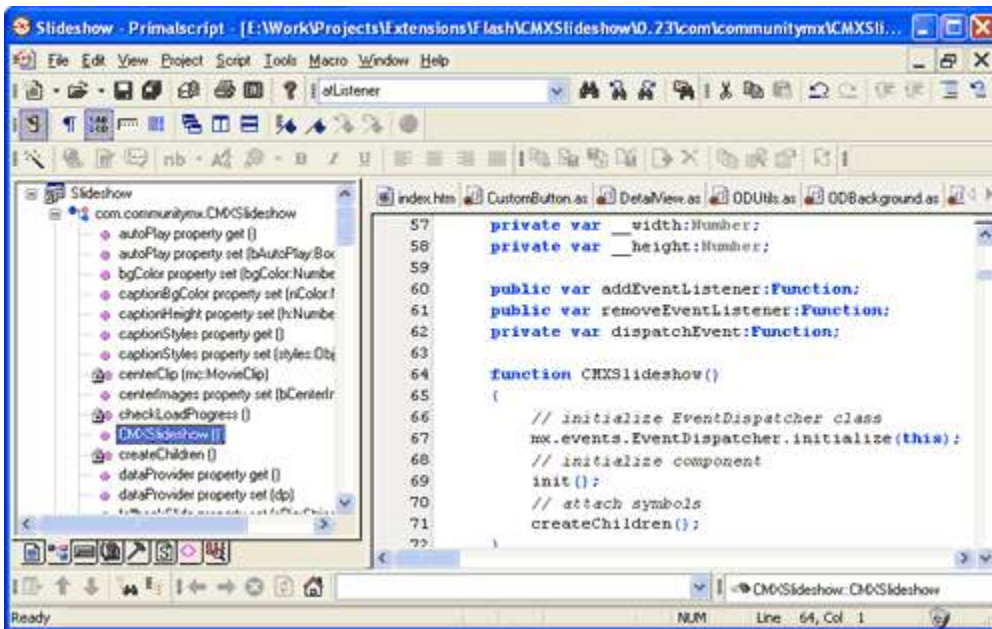 Slideshow - Primalscript - [E:\Work\Projects\Extensions\Flash\CMXSlideshow\0.23\com\communitymx\CMXSli...
File Edit View Project Script Tools Macro Window Help
atListener
Slideshow
com.communitymx.CMXSlideshow
autoPlay property get ()
autoPlay property set (bAutoPlay:Boo
bgColor property set (bgColor:Numbe
captionBgColor property set (nColor:
captionHeight property set (h:Numbe
captionStyles property get ()
captionStyles property set (styles:Obj
centerClip (mc:MovieClip)
centerImages property set (bCenterIr
checkLoadProgress ()
CMXSlideshow ()
createChildren ()
dataProvider property get ()
dataProvider property set (dp)
index.htm CustomButton.as DetailView.as ODUtils.as ODBackground.as
57 private var __width:Number;
58 private var __height:Number;
59
60 public var addEventListener:Function;
61 public var removeEventListener:Function;
62 private var dispatchEvent:Function;
63
64 function CMXSlideshow()
65 {
66 // initialize EventDispatcher class
67 mx.events.EventDispatcher.initialize(this);
68 // initialize component
69 init();
70 // attach symbols
71 createChildren();
72 }
CMXSlideshow::CMXSlideshow
Ready
NUM
Line 64, Col 1